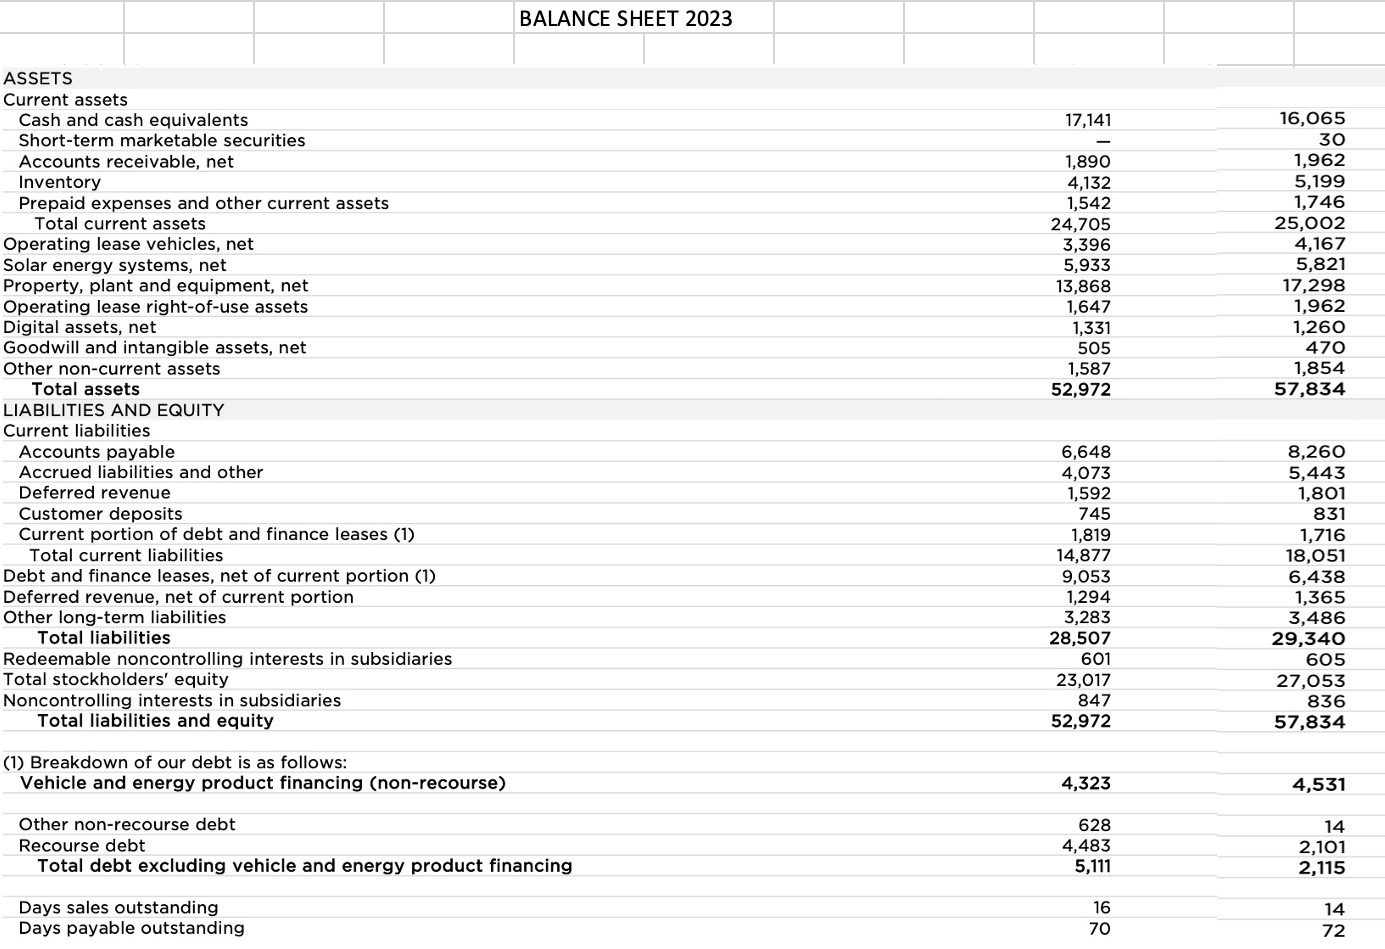 BALANCE SHEET 2023
ASSETS
Current assets
Cash and cash equivalents 17,141 16,065
Short-term marketable securities — 30
Accounts receivable, net 1,890 1,962
Inventory 4,132 5,199
Prepaid expenses and other current assets 1,542 1,746
Total current assets 24,705 25,002
Operating lease vehicles, net 3,396 4,167
Solar energy systems, net 5,933 5,821
Property, plant and equipment, net 13,868 17,298
Operating lease right-of-use assets 1,647 1,962
Digital assets, net 1,331 1,260
Goodwill and intangible assets, net 505 470
Other non-current assets 1,587 1,854
Total assets 52,972 57,834
LIABILITIES AND EQUITY
Current liabilities
Accounts payable 6,648 8,260
Accrued liabilities and other 4,073 5,443
Deferred revenue 1,592 1,801
Customer deposits 745 831
Current portion of debt and finance leases (1) 1,819 1,716
Total current liabilities 14,877 18,051
Debt and finance leases, net of current portion (1) 9,053 6,438
Deferred revenue, net of current portion 1,294 1,365
Other long-term liabilities 3,283 3,486
Total liabilities 28,507 29,340
Redeemable noncontrolling interests in subsidiaries 601 605
Total stockholders' equity 23,017 27,053
Noncontrolling interests in subsidiaries 847 836
Total liabilities and equity 52,972 57,834
(1) Breakdown of our debt is as follows:
Vehicle and energy product financing (non-recourse) 4,323 4,531
Other non-recourse debt 628 14
Recourse debt 4,483 2,101
Total debt excluding vehicle and energy product financing 5,111 2,115
Days sales outstanding 16 14
Days payable outstanding 70 72